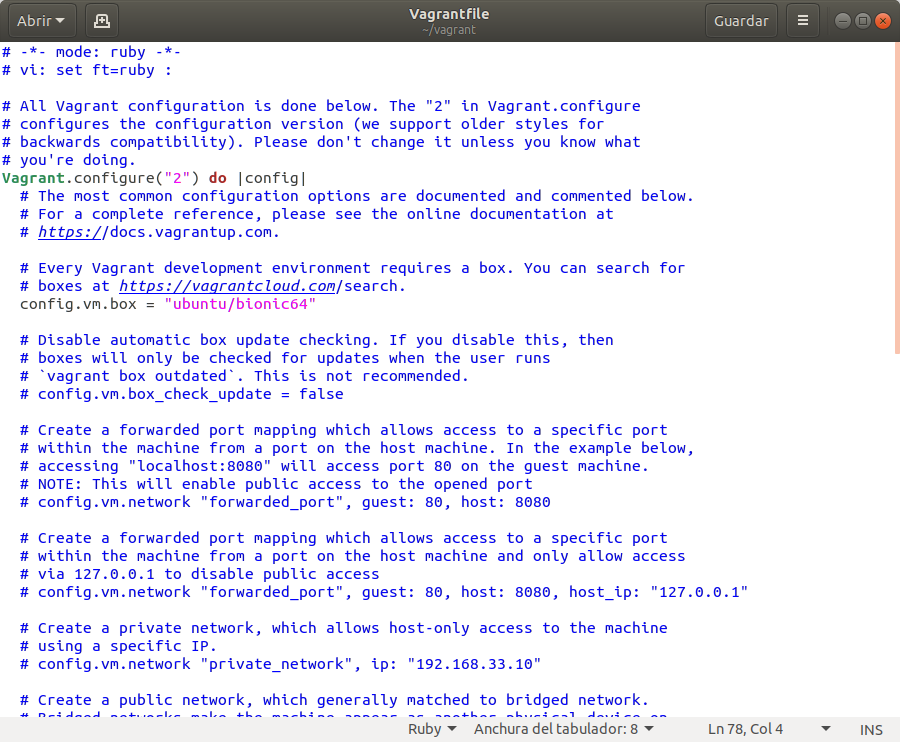 Abrir
Vagrantfile
~/vagrant
Guardar
# -*- mode: ruby -*-
# vi: set ft=ruby :
# All Vagrant configuration is done below. The "2" in Vagrant.configure
# configures the configuration version (we support older styles for
# backwards compatibility). Please don't change it unless you know what
# you're doing.
Vagrant.configure("2") do |config|
# The most common configuration options are documented and commented below.
# For a complete reference, please see the online documentation at
# https://docs.vagrantup.com.
# Every Vagrant development environment requires a box. You can search for
# boxes at https://vagrantcloud.com/search.
config.vm.box = "ubuntu/bionic64"
# Disable automatic box update checking. If you disable this, then
# boxes will only be checked for updates when the user runs
# `vagrant box outdated`. This is not recommended.
# config.vm.box_check_update = false
# Create a forwarded port mapping which allows access to a specific port
# within the machine from a port on the host machine. In the example below,
# accessing "localhost:8080" will access port 80 on the guest machine.
# NOTE: This will enable public access to the opened port
# config.vm.network "forwarded_port", guest: 80, host: 8080
# Create a forwarded port mapping which allows access to a specific port
# within the machine from a port on the host machine and only allow access
# via 127.0.0.1 to disable public access
# config.vm.network "forwarded_port", guest: 80, host: 8080, host_ip: "127.0.0.1"
# Create a private network, which allows host-only access to the machine
# using a specific IP.
# config.vm.network "private_network", ip: "192.168.33.10"
# Create a public network, which generally matched to bridged network.
# Bridged networks make the machine appear as another physical device on
Ruby Anchura del tabulador: 8 Ln 78, Col 4 INS